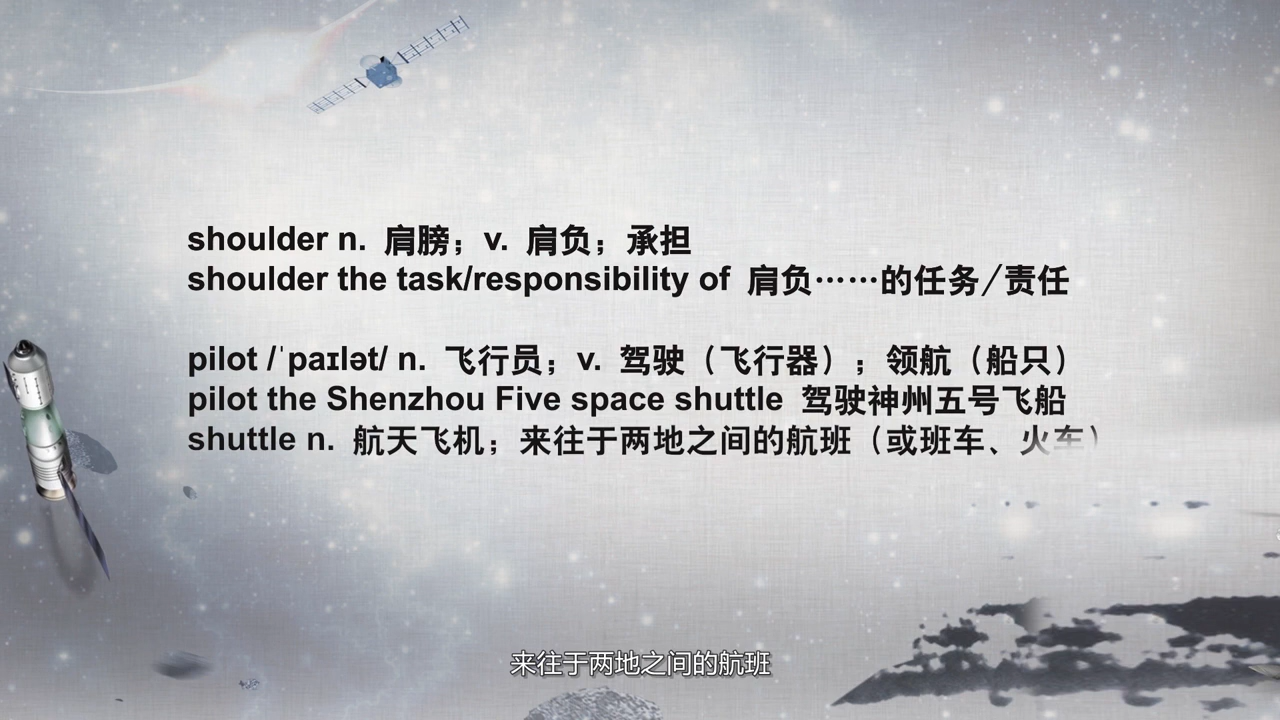 shoulder n. 肩膀；v. 肩负；承担
shoulder the task/responsibility of 肩负……的任务/责任
pilot /ˈpaɪlət/ n. 飞行员；v. 驾驶（飞行器）；领航（船只）
pilot the Shenzhou Five space shuttle 驾驶神州五号飞船
shuttle n. 航天飞机；来往于两地之间的航班（或班车、火车）
来往于两地之间的航班